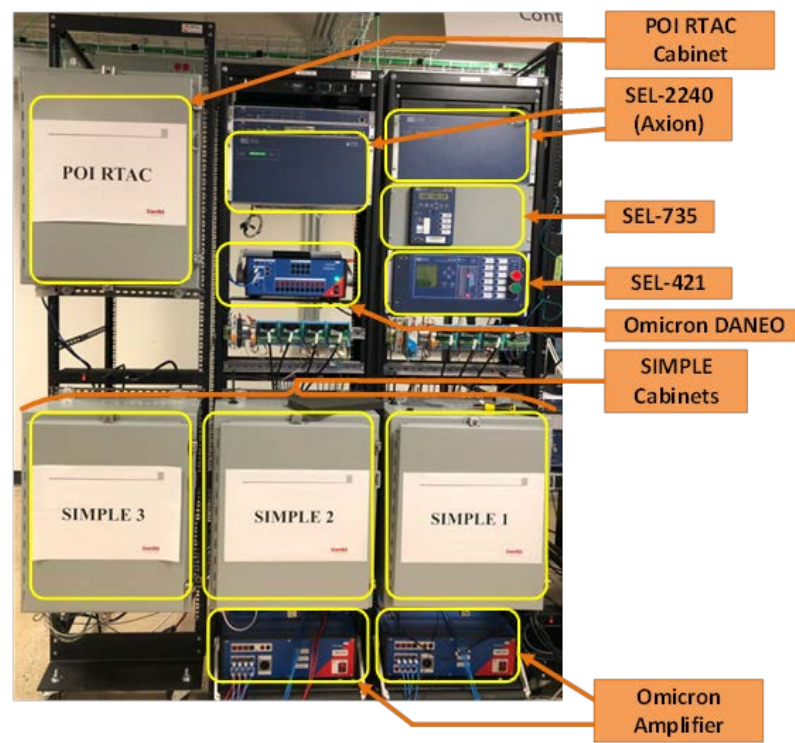 Cont
POI RTAC
Cabinet
SEL-2240
(Axion)
POI RTAC
SEL-735
SEL-421
Omicron DANEO
SIMPLE
Cabinets
SIMPLE 3
SIMPLE 2
SIMPLE 1
Omicron
Amplifier